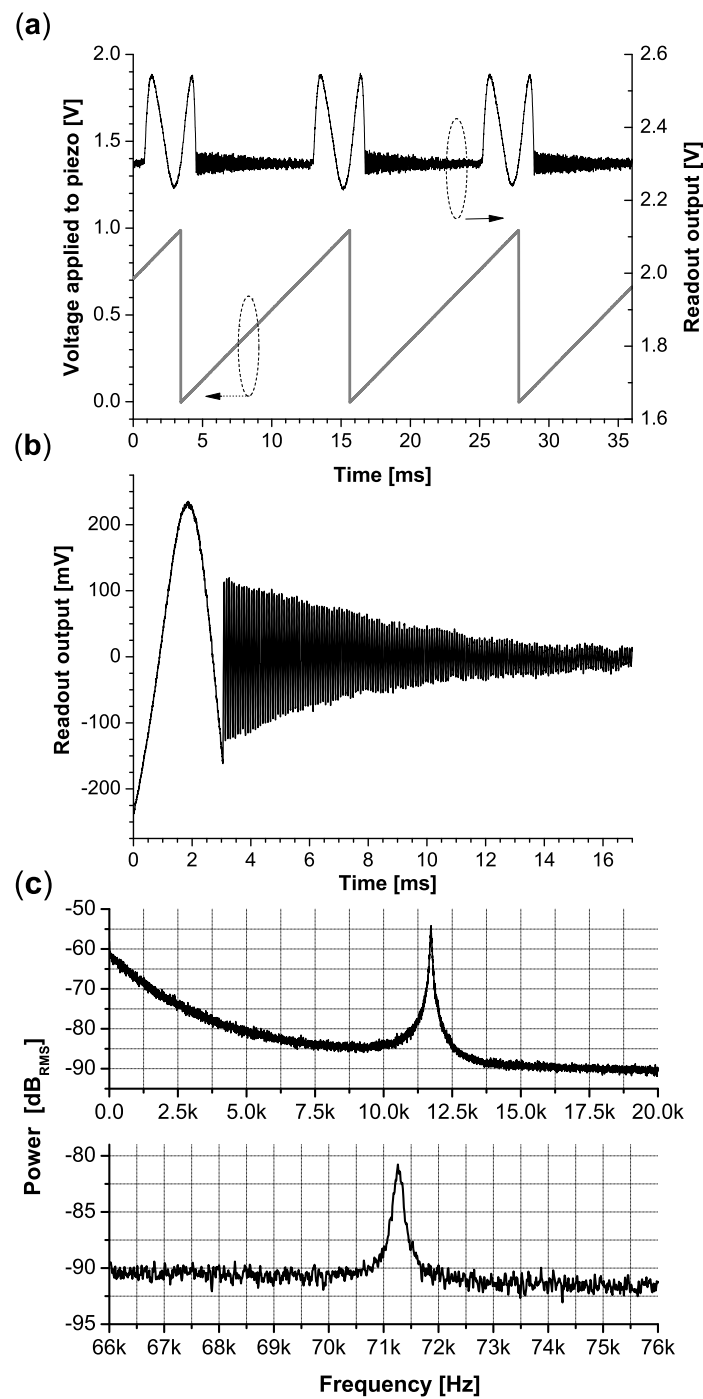 (a)
Voltage applied to piezo [V]
2.0
1.5
1.0
0.5
0.0
2.6
2.4
2.2
2.0
1.8
1.6
Readout output [V]
0 5 10 15 20 25 30 35
Time [ms]
(b)
Readout output [mV]
200
100
0
-100
-200
0 2 4 6 8 10 12 14 16
Time [ms]
(c)
Power [dBRMS]
-50
-60
-70
-80
-90
0.0 2.5k 5.0k 7.5k 10.0k 12.5k 15.0k 17.5k 20.0k
-80
-85
-90
-95
66k 67k 68k 69k 70k 71k 72k 73k 74k 75k 76k
Frequency [Hz]